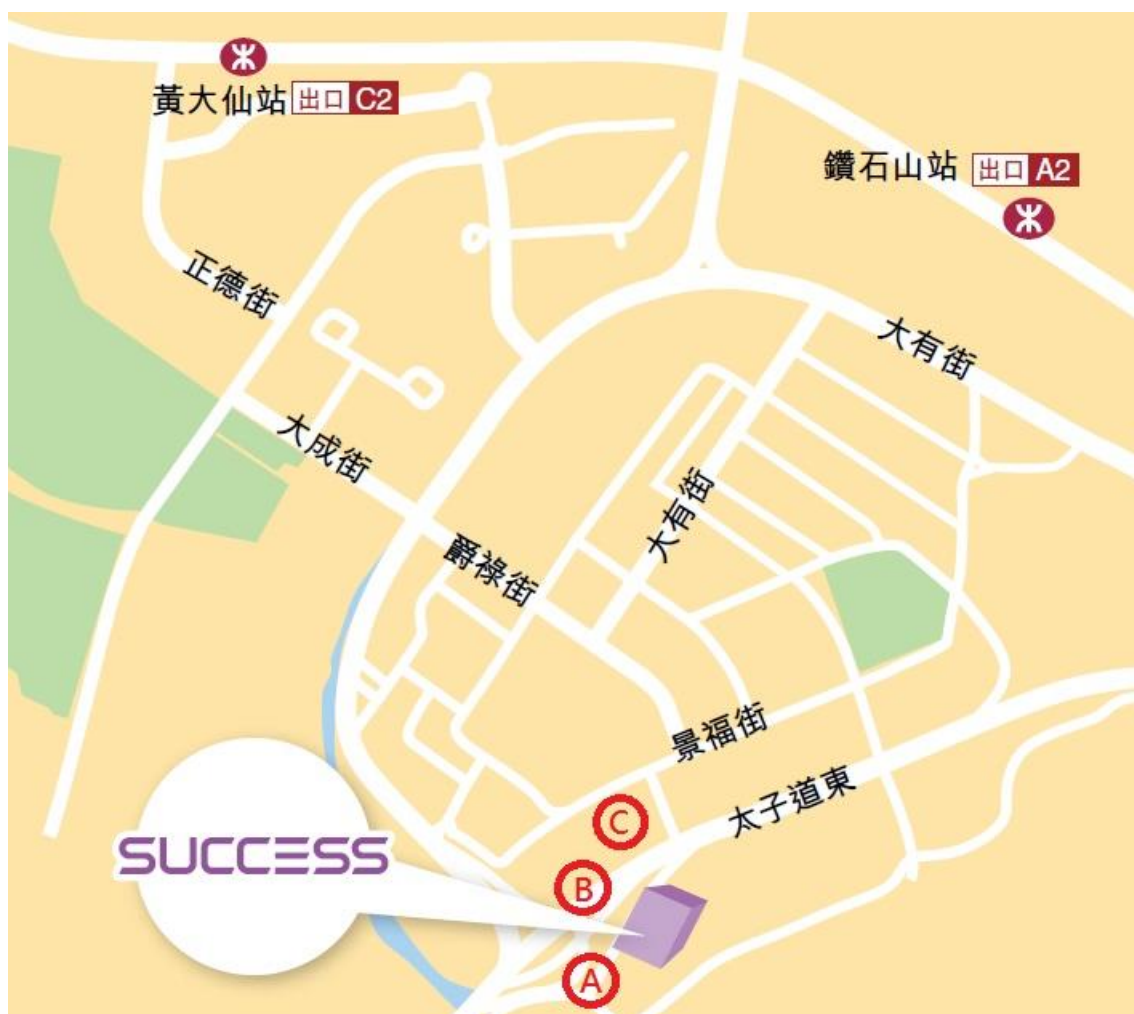 黃大仙站 出口 C2
鑽石山站 出口 A2
正德街
大有街
大成街
大有街
爵祿街
景福街
太子道東
C
SUCCESS
B
A